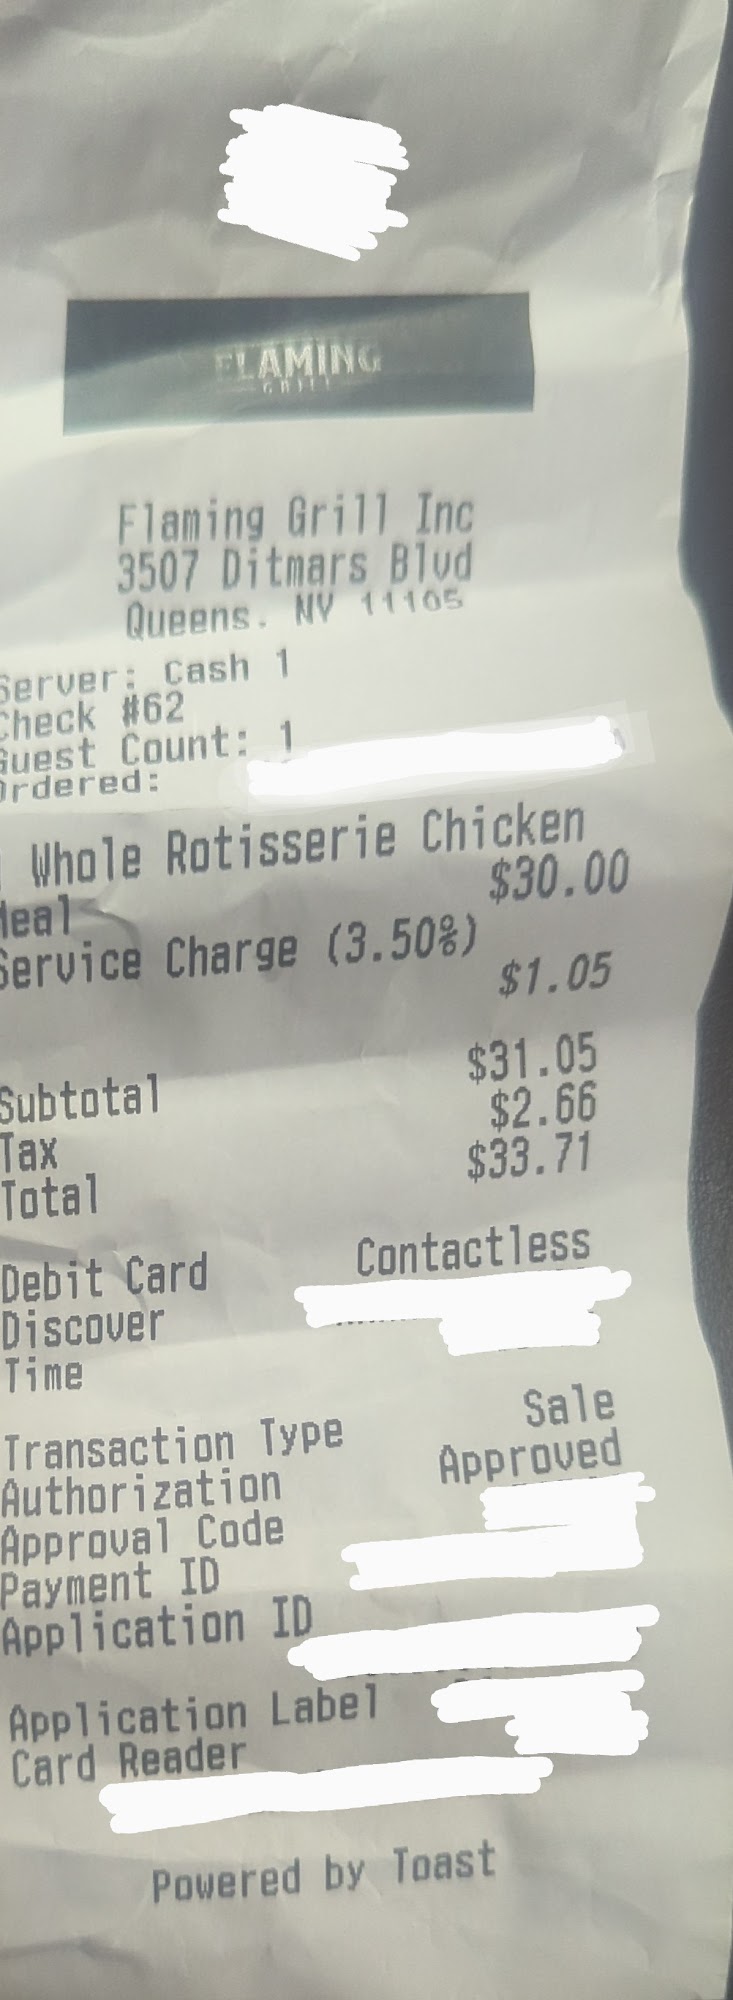 FLAMING
GRILL
Flaming Grill Inc
3507 Ditmars Blvd
Queens, NY 11105
Server: Cash 1
Check #62
Guest Count: 1
Ordered:
Whole Rotisserie Chicken
Meal $30.00
Service Charge (3.50%)
$1.05
Subtotal $31.05
Tax $2.66
Total $33.71
Debit Card Contactless
Discover
Time
Transaction Type Sale
Authorization Approved
Approval Code
Payment ID
Application ID
Application Label
Card Reader
Powered by Toast